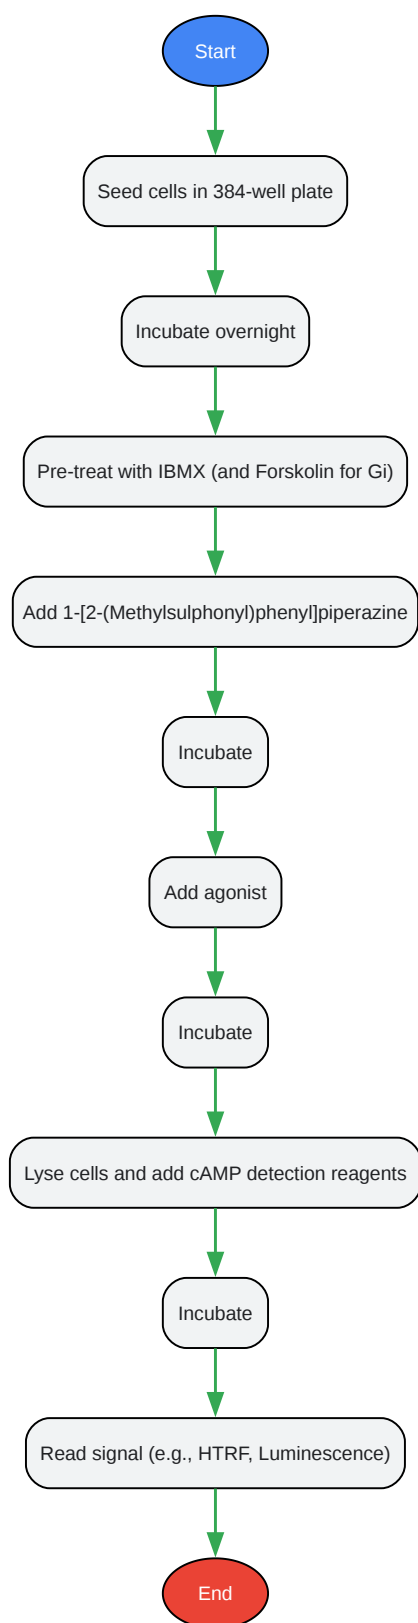 Start
Seed cells in 384-well plate
Incubate overnight
Pre-treat with IBMX (and Forskolin for Gi)
Add 1-[2-(Methylsulphonyl)phenyl]piperazine
Incubate
Add agonist
Incubate
Lyse cells and add cAMP detection reagents
Incubate
Read signal (e.g., HTRF, Luminescence)
End